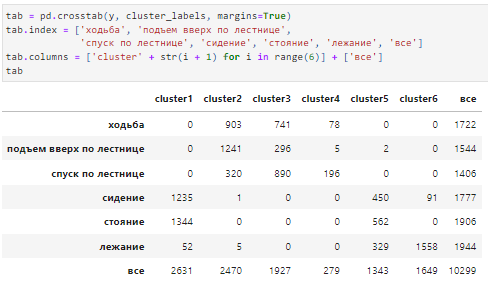 tab = pd.crosstab(y, cluster_labels, margins=True)
tab.index = ['ходьба', 'подъем вверх по лестнице',
'спуск по лестнице', 'сидение', 'стояние', 'лежание', 'все']
tab.columns = ['cluster' + str(i + 1) for i in range(6)] + ['все']
tab
cluster1 cluster2 cluster3 cluster4 cluster5 cluster6 все
ходьба 0 903 741 78 0 0 1722
подъем вверх по лестнице 0 1241 296 5 2 0 1544
спуск по лестнице 0 320 890 196 0 0 1406
сидение 1235 1 0 0 450 91 1777
стояние 1344 0 0 0 562 0 1906
лежание 52 5 0 0 329 1558 1944
все 2631 2470 1927 279 1343 1649 10299